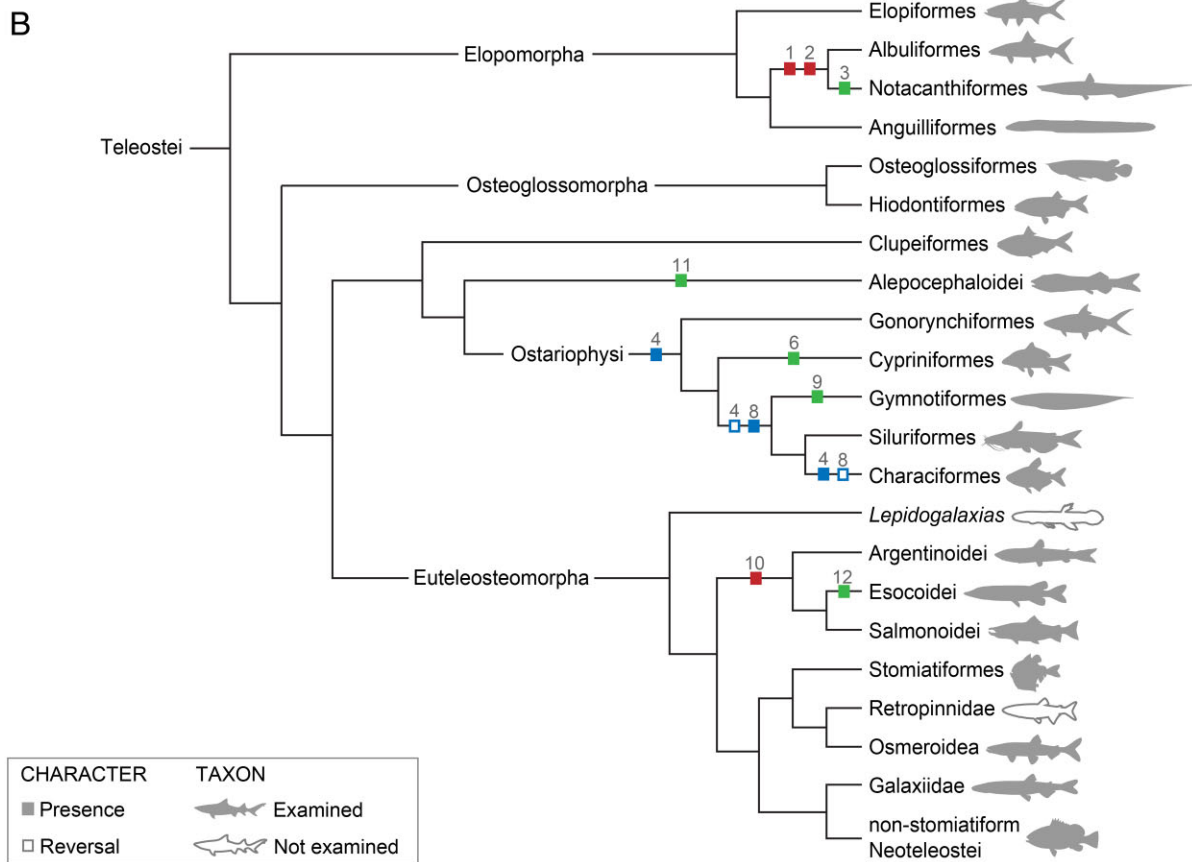 B
Elopiformes
Elopomorpha
Albuliformes
1 2
3
Notacanthiformes
Anguilliformes
Teleostei
Osteoglossiformes
Osteoglossomorpha
Hiodontiformes
Clupeiformes
11
Alepocephaloidei
Gonorynchiformes
4
Ostariophysi
6
Cypriniformes
9
Gymnotiformes
4 8
Siluriformes
4 8
Characiformes
Lepidogalaxias
Argentinoidei
10
Euteleosteomorpha
12
Esocoidei
Salmonoidei
Stomiatiformes
Retropinnidae
Osmeroidea
Galaxiidae
non-stomiatiform
Neoteleostei
CHARACTER TAXON
Presence Examined
Reversal Not examined